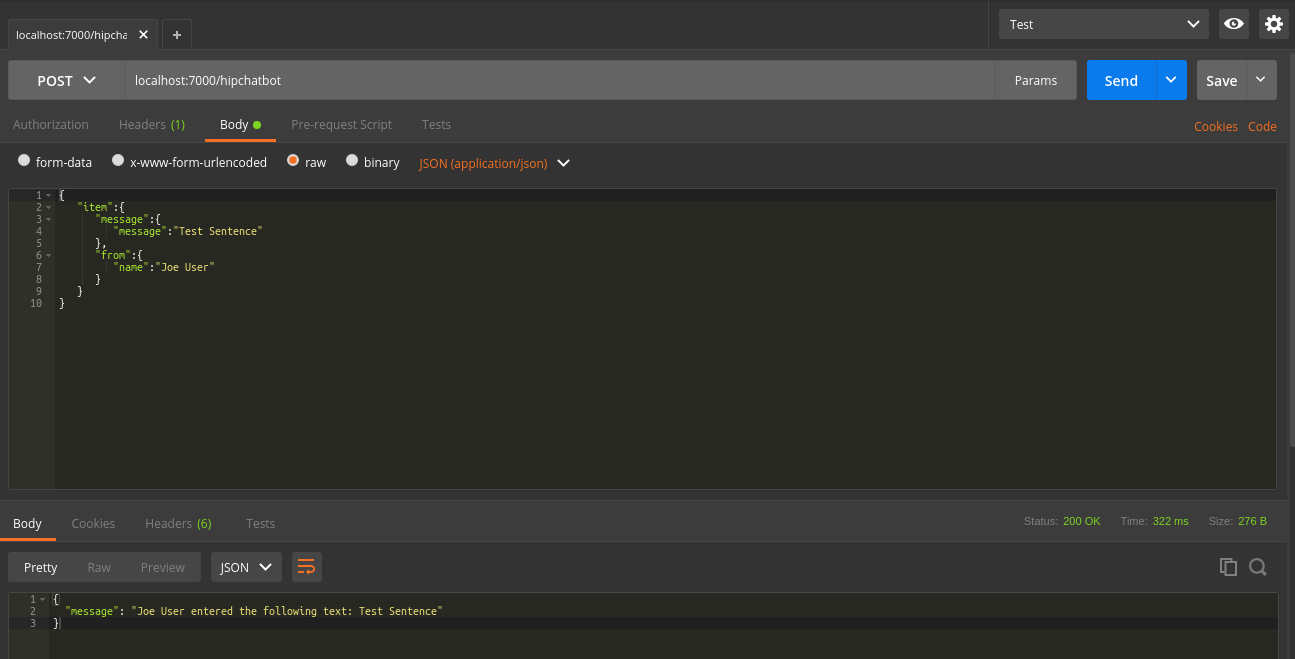 localhost:7000/hipcha
Test
POST localhost:7000/hipchatbot Params Send Save
Authorization Headers (1) Body Pre-request Script Tests Cookies Code
form-data x-www-form-urlencoded raw binary JSON (application/json)
1 {
2 "item":{
3 "message":{
4 "message":"Test Sentence"
5 },
6 "from":{
7 "name":"Joe User"
8 }
9 }
10 }
Body Cookies Headers (6) Tests Status: 200 OK Time: 322 ms Size: 276 B
Pretty Raw Preview JSON
1 {
2 "message": "Joe User entered the following text: Test Sentence"
3 }